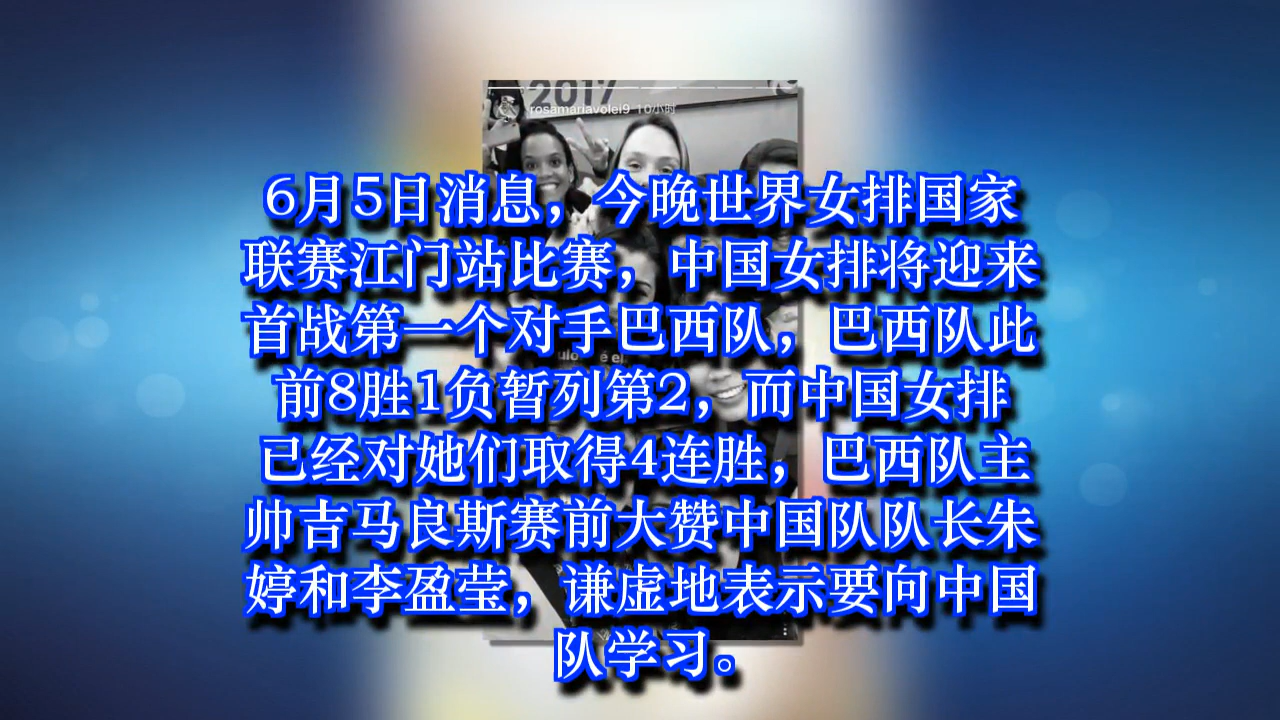 2017
rosamariavolei9 10小时
6月5日消息，今晚世界女排国家
联赛江门站比赛，中国女排将迎来
首战第一个对手巴西队，巴西队此
前8胜1负暂列第2，而中国女排
已经对她们取得4连胜，巴西队主
帅吉马良斯赛前大赞中国队队长朱
婷和李盈莹，谦虚地表示要向中国
队学习。